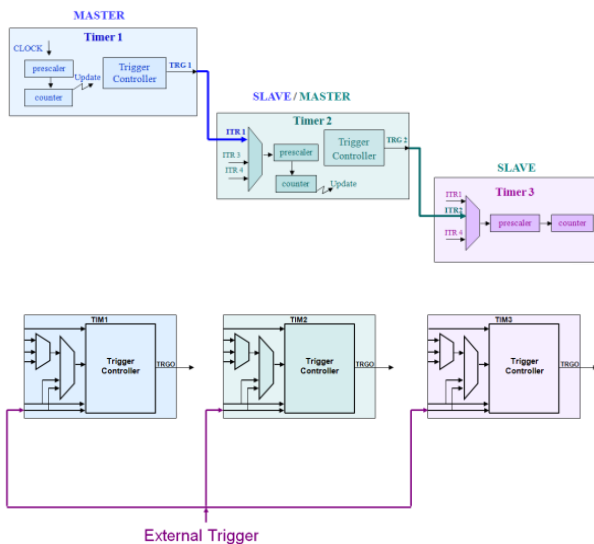 MASTER
Timer 1
CLOCK
prescaler
Update
counter
Trigger
Controller
TRG 1
SLAVE / MASTER
Timer 2
ITR 1
ITR 3
ITR 4
prescaler
counter
Update
Trigger
Controller
TRG 2
SLAVE
Timer 3
ITR1
ITR2
ITR 4
prescaler
counter
TIM1
Trigger
Controller
TRGO
TIM2
Trigger
Controller
TRGO
TIM3
Trigger
Controller
TRGO
External Trigger